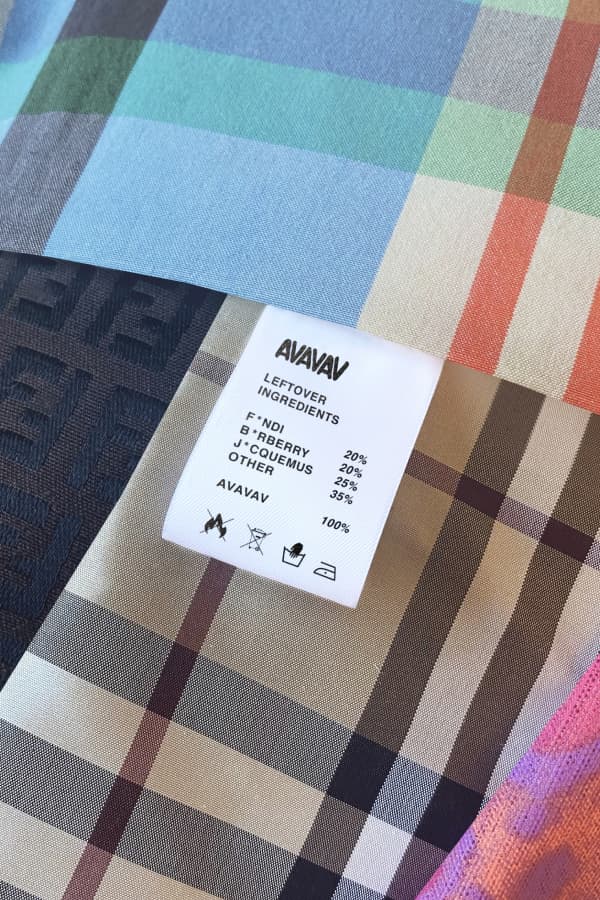 AVAVAV
LEFTOVER
INGREDIENTS
F*NDI 20%
B*RBERRY 20%
J*CQUEMUS 25%
OTHER 35%
AVAVAV 100%